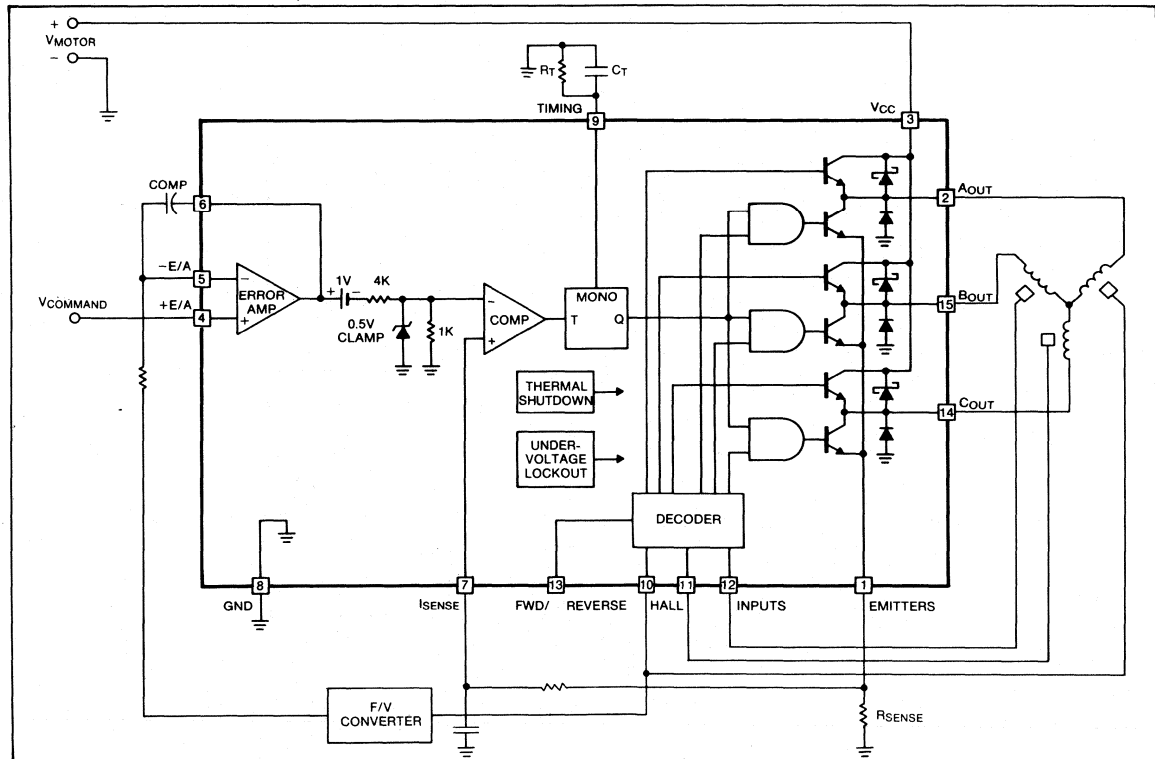 +
VMOTOR
-
RT
CT
TIMING
9
VCC
3
COMP
6
2
AOUT
-E/A
5
-
ERROR
AMP
+
1V
+
-
4K
VCOMMAND
+E/A
4
0.5V
CLAMP
1K
-
COMP
+
MONO
T
Q
15
BOUT
THERMAL
SHUTDOWN
14
COUT
UNDER-
VOLTAGE
LOCKOUT
DECODER
8
7
13
10
11
12
1
GND
ISENSE
FWD/ REVERSE
HALL INPUTS
EMITTERS
F/V
CONVERTER
RSENSE